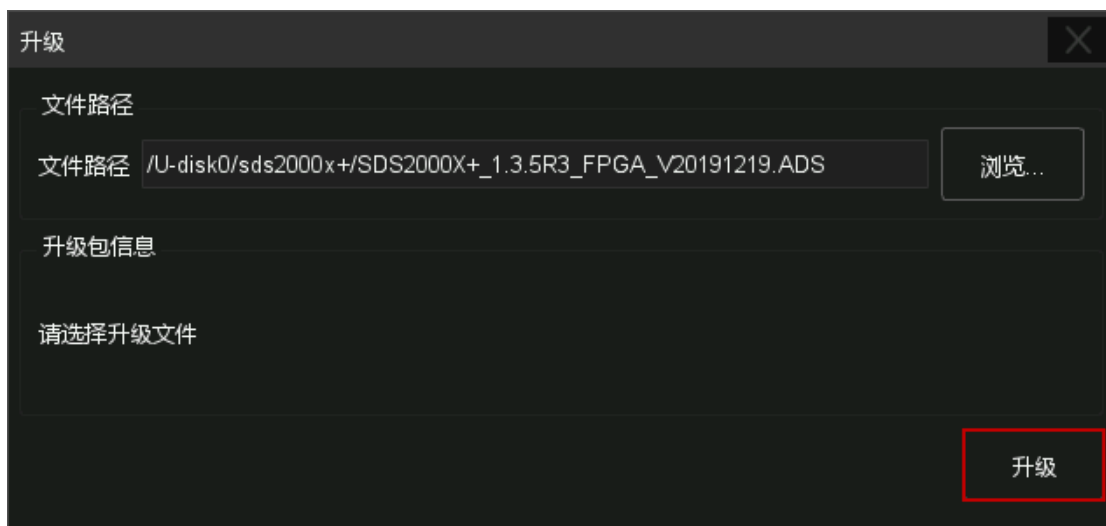 升级
文件路径
文件路径 /U-disk0/sds2000x+/SDS2000X+_1.3.5R3_FPGA_V20191219.ADS 浏览...
升级包信息
请选择升级文件
升级